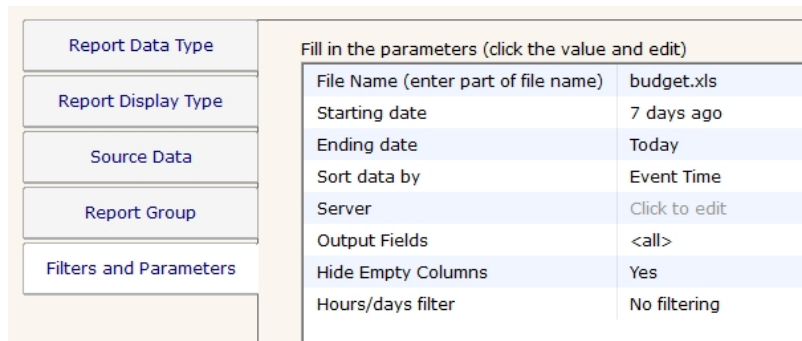 Report Data Type
Report Display Type
Source Data
Report Group
Filters and Parameters
Fill in the parameters (click the value and edit)
File Name (enter part of file name) budget.xls
Starting date 7 days ago
Ending date Today
Sort data by Event Time
Server Click to edit
Output Fields <all>
Hide Empty Columns Yes
Hours/days filter No filtering